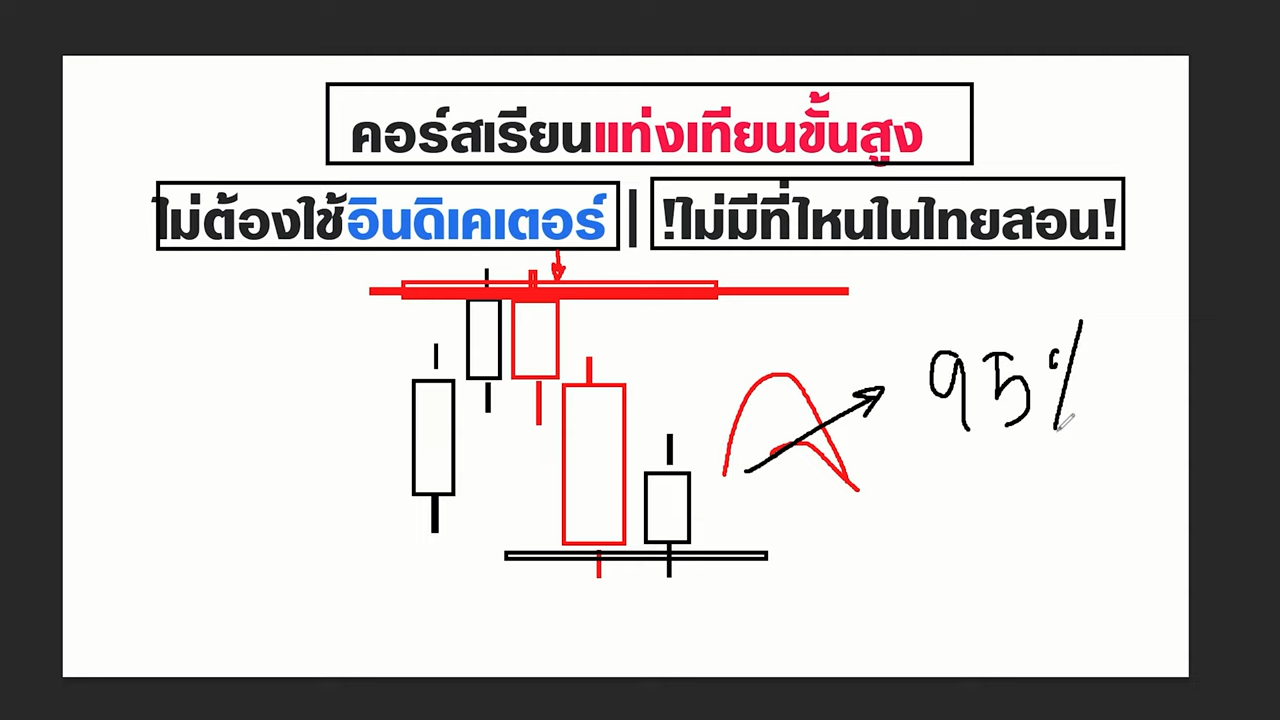 คอร์สเรียนแท่งเทียนขั้นสูง
ไม่ต้องใช้อินดิเคเตอร์ | !ไม่มีที่ไหนในไทยสอน!
95%